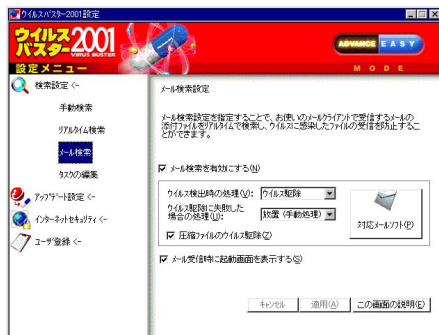 ウイルスバスター2001設定
ウイルス
バスター2001
VIRUS BUSTER
設定メニュー
ADVANCE EASY
MODE
検索設定 <-
手動検索
リアルタイム検索
メール検索
タスクの編集
アップデート設定 <-
インターネットセキュリティ <-
ユーザ登録 <-
メール検索設定
メール検索設定を指定することで、お使いのメールクライアントで受信するメールの
添付ファイルをリアルタイムで検索し、ウイルスに感染したファイルの受信を防止するこ
とができます。
メール検索を有効にする(N)
ウイルス検出時の処理(V): ウイルス駆除
ウイルス駆除に失敗した
場合の処理(U): 放置 (手動処理)
圧縮ファイルのウイルス駆除(Z)
対応メールソフト(P)
メール受信時に起動画面を表示する(S)
キャンセル 適用(A) この画面の説明(E)